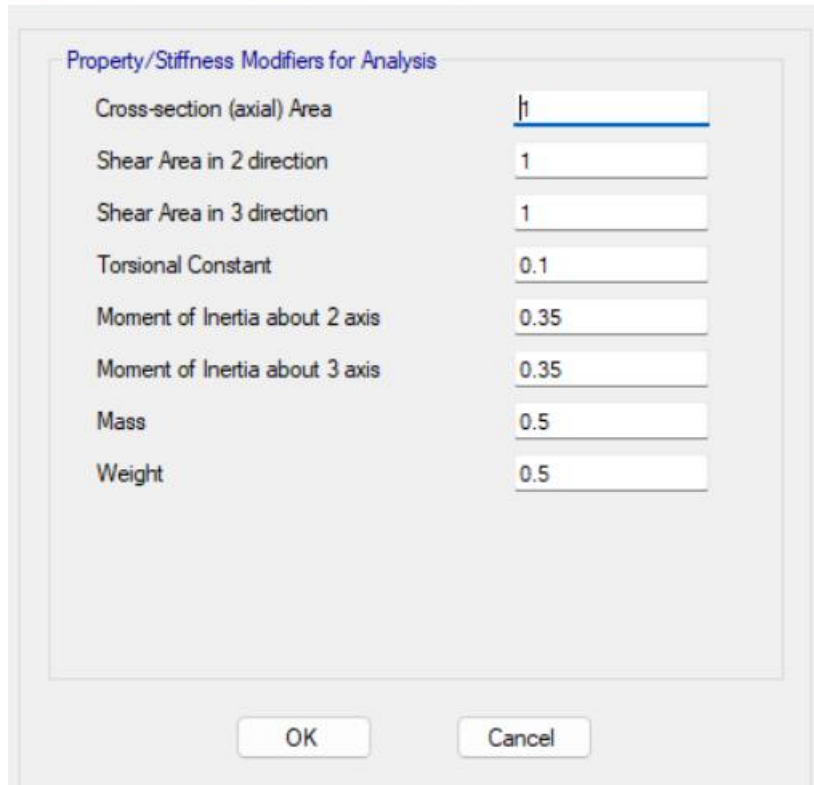 Property/Stiffness Modifiers for Analysis
Cross-section (axial) Area 1
Shear Area in 2 direction 1
Shear Area in 3 direction 1
Torsional Constant 0.1
Moment of Inertia about 2 axis 0.35
Moment of Inertia about 3 axis 0.35
Mass 0.5
Weight 0.5
OK Cancel